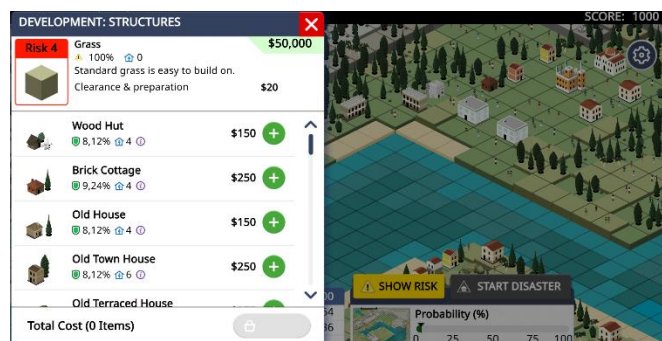 DEVELOPMENT: STRUCTURES
SCORE: 1000
Risk 4
Grass
$50,000
100% 0
Standard grass is easy to build on.
Clearance & preparation $20
Wood Hut
8,12% 4
$150
Brick Cottage
9,24% 4
$250
Old House
8,12% 4
$150
Old Town House
8,12% 6
$250
Old Terraced House
Total Cost (0 Items)
SHOW RISK
START DISASTER
Probability (%)
0 25 50 75 100